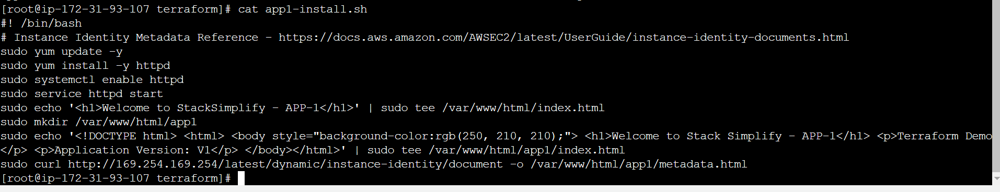 [root@ip-172-31-93-107 terraform]# cat app1-install.sh
#! /bin/bash
# Instance Identity Metadata Reference - https://docs.aws.amazon.com/AWSEC2/latest/UserGuide/instance-identity-documents.html
sudo yum update -y
sudo yum install -y httpd
sudo systemctl enable httpd
sudo service httpd start
sudo echo '<h1>Welcome to StackSimplify - APP-1</h1>' | sudo tee /var/www/html/index.html
sudo mkdir /var/www/html/app1
sudo echo '<!DOCTYPE html> <html> <body style="background-color:rgb(250, 210, 210);"> <h1>Welcome to Stack Simplify - APP-1</h1> <p>Terraform Demo
</p> <p>Application Version: V1</p> </body></html>' | sudo tee /var/www/html/app1/index.html
sudo curl http://169.254.169.254/latest/dynamic/instance-identity/document -o /var/www/html/app1/metadata.html
[root@ip-172-31-93-107 terraform]#